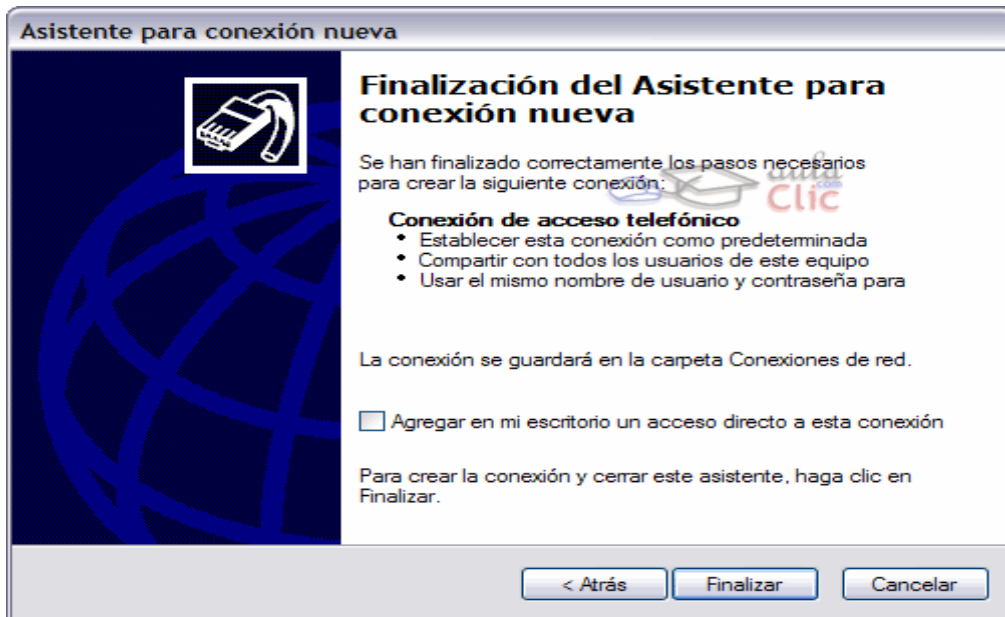 Asistente para conexión nueva
Finalización del Asistente para
conexión nueva
Se han finalizado correctamente los pasos necesarios
para crear la siguiente conexión:
aula
.com
Clic
Conexión de acceso telefónico
• Establecer esta conexión como predeterminada
• Compartir con todos los usuarios de este equipo
• Usar el mismo nombre de usuario y contraseña para
La conexión se guardará en la carpeta Conexiones de red.
Agregar en mi escritorio un acceso directo a esta conexión
Para crear la conexión y cerrar este asistente, haga clic en
Finalizar.
< Atrás Finalizar Cancelar